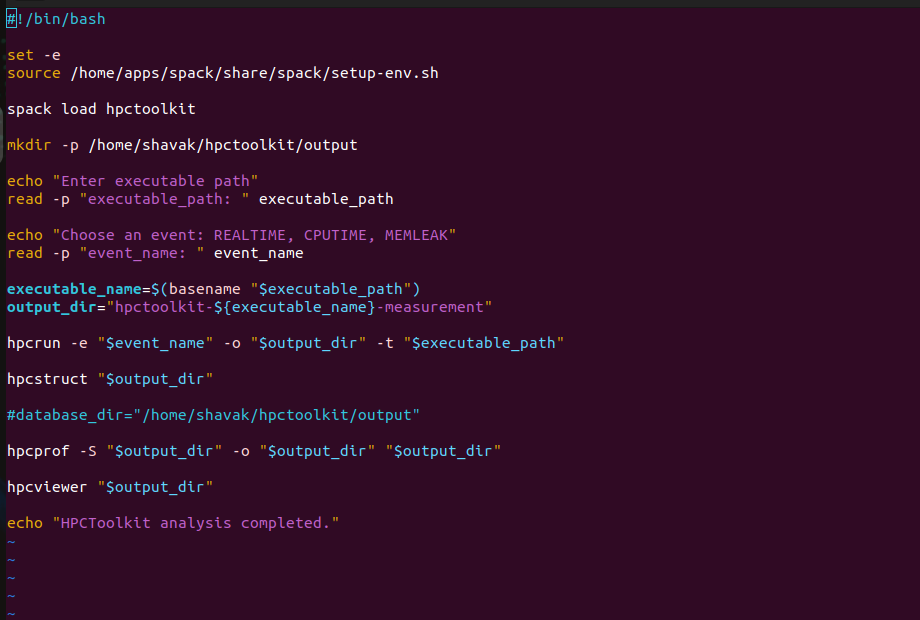 #!/bin/bash
set -e
source /home/apps/spack/share/spack/setup-env.sh
spack load hpctoolkit
mkdir -p /home/shavak/hpctoolkit/output
echo "Enter executable path"
read -p "executable_path: " executable_path
echo "Choose an event: REALTIME, CPUTIME, MEMLEAK"
read -p "event_name: " event_name
executable_name=$(basename "$executable_path")
output_dir="hpctoolkit-${executable_name}-measurement"
hpcrun -e "$event_name" -o "$output_dir" -t "$executable_path"
hpcstruct "$output_dir"
#database_dir="/home/shavak/hpctoolkit/output"
hpcprof -S "$output_dir" -o "$output_dir" "$output_dir"
hpcviewer "$output_dir"
echo "HPCToolkit analysis completed."
~
~
~
~
~